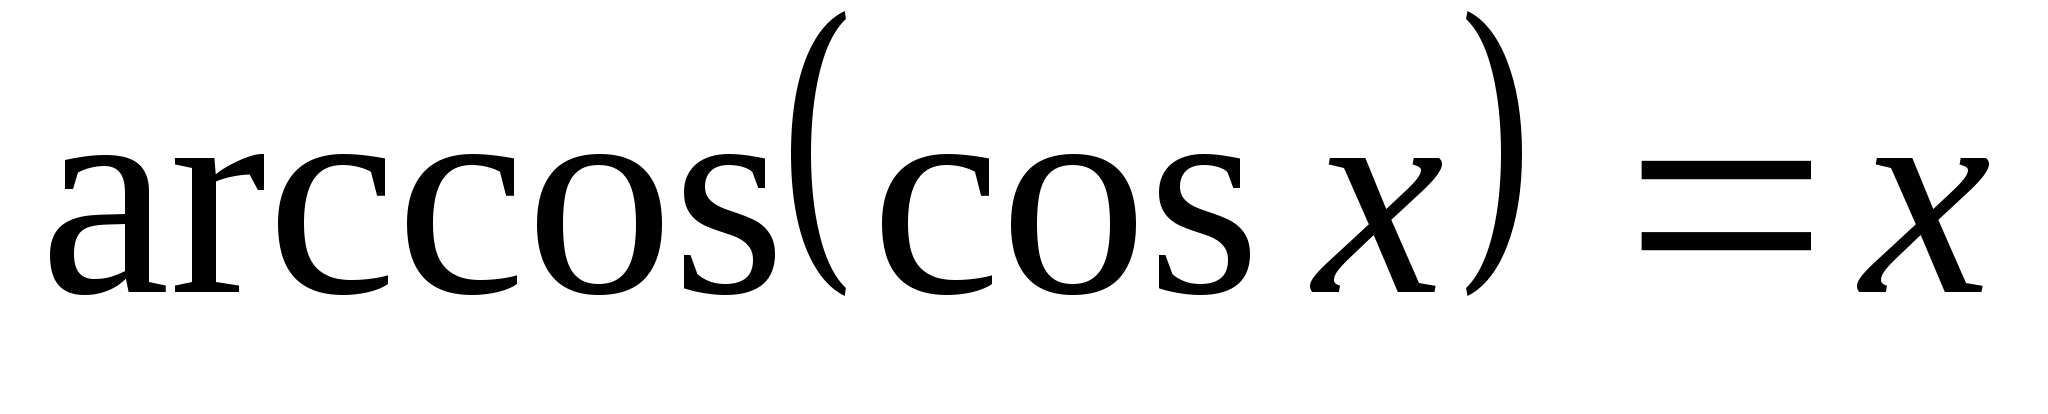 arccos(cos x) = x